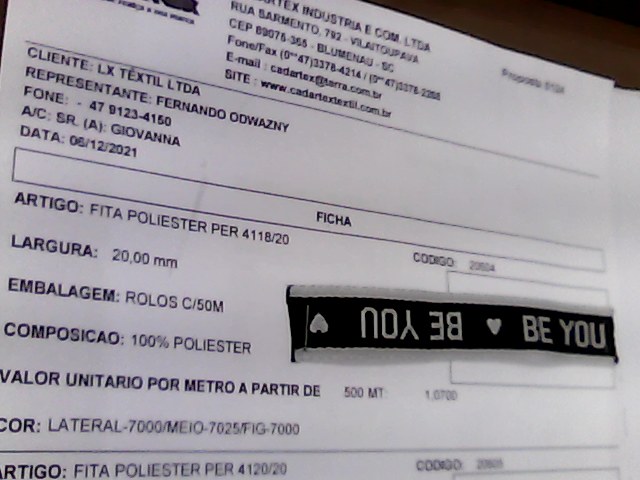 INDUSTRIA E COM. LTDA
RUA SARMENTO, 792 - VILA ITOUPAVA
CEP 89075-355 - BLUMENAU - SC
Fone/Fax (0**47)3378-4214 / (0**47)3378-2268
E-mail : cadartex@terra.com.br
SITE : www.cadartextextil.com.br
Proposta
CLIENTE: LX TÊXTIL LTDA
REPRESENTANTE: FERNANDO ODWAZNY
FONE: - 47 9123-4150
A/C: SR. (A): GIOVANNA
DATA: 06/12/2021
FICHA
ARTIGO: FITA POLIESTER PER 4118/20
CODIGO: 20604
LARGURA: 20,00 mm
EMBALAGEM: ROLOS C/50M
BE YOU ♥ BE YOU ♥
COMPOSICAO: 100% POLIESTER
VALOR UNITARIO POR METRO A PARTIR DE 500 MT: 1,0700
COR: LATERAL-7000/MEIO-7025/FIG-7000
ARTIGO: FITA POLIESTER PER 4120/20
CODIGO: 20605